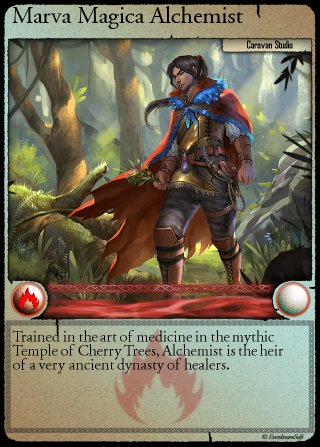 Marva Magica Alchemist
Caravan Studio
Trained in the art of medicine in the mythic
Temple of Cherry Trees, Alchemist is the heir
of a very ancient dynasty of healers.
© EverdreamSoft